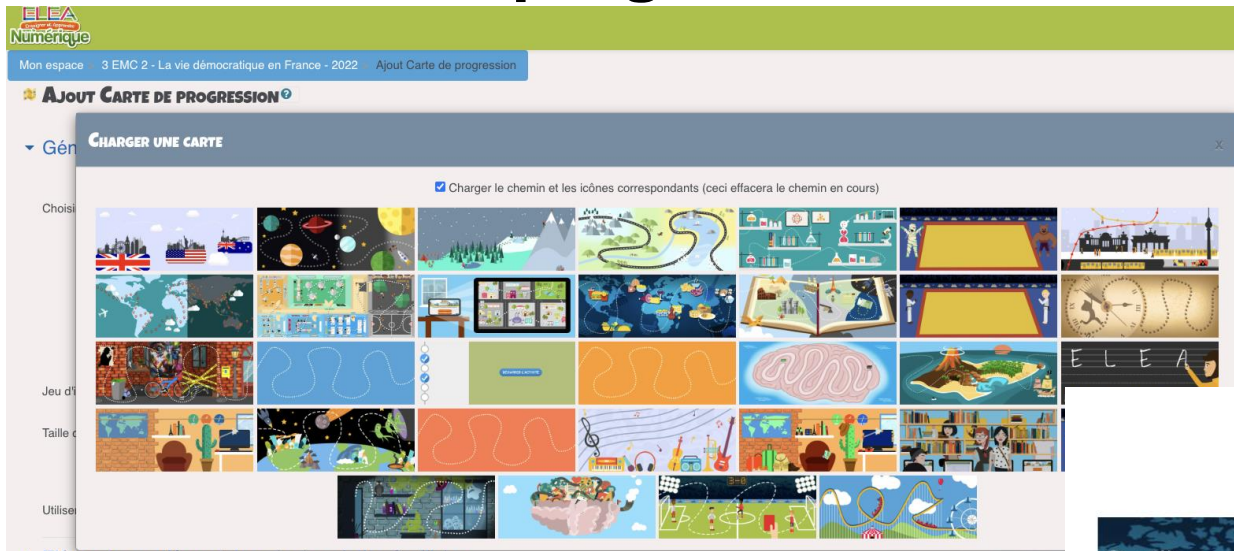 ELEA
Numérique
Mon espace 3 EMC 2 - La vie démocratique en France - 2022 Ajout Carte de progression
AJOUT CARTE DE PROGRESSION
Gén
CHARGER UNE CARTE
x
Charger le chemin et les icônes correspondants (ceci effacera le chemin en cours)
Choisi
Jeu d'i
E L E A
Taille d
3-0
Utilise